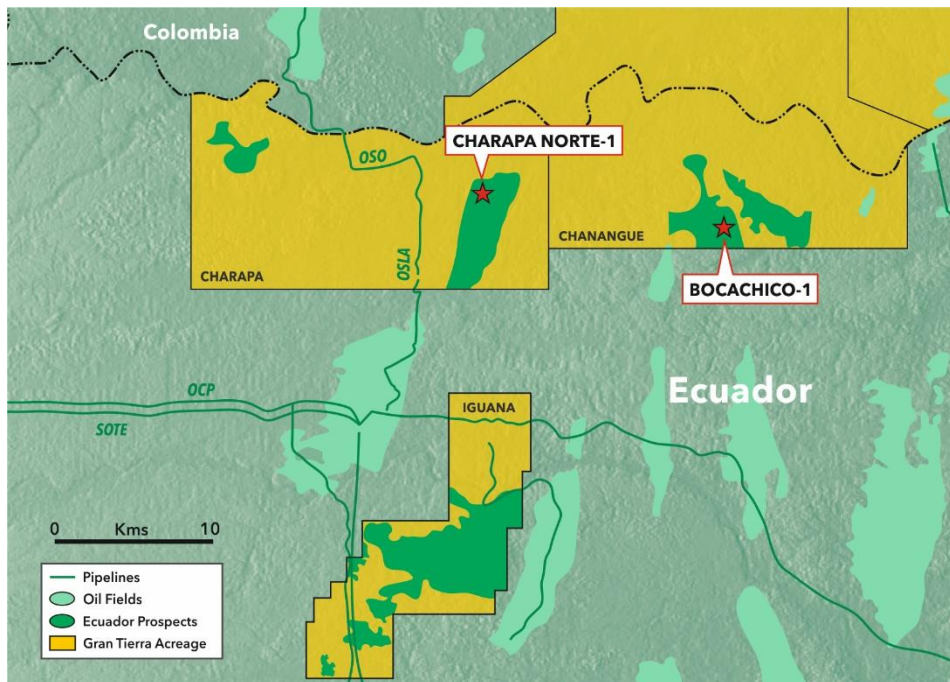 Colombia
OSO
CHARAPA NORTE-1
CHANANGUE
OSLA
CHARAPA
BOCACHICO-1
Ecuador
OCP
SOTE
IGUANA
0 Kms 10
Pipelines
Oil Fields
Ecuador Prospects
Gran Tierra Acreage